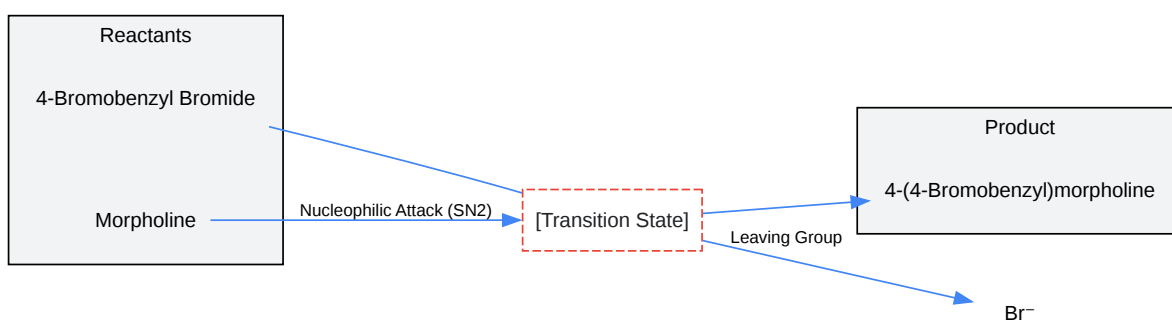 Reactants
4-Bromobenzyl Bromide
Morpholine
Nucleophilic Attack (SN2)
[Transition State]
Leaving Group
Product
4-(4-Bromobenzyl)morpholine
Br⁻